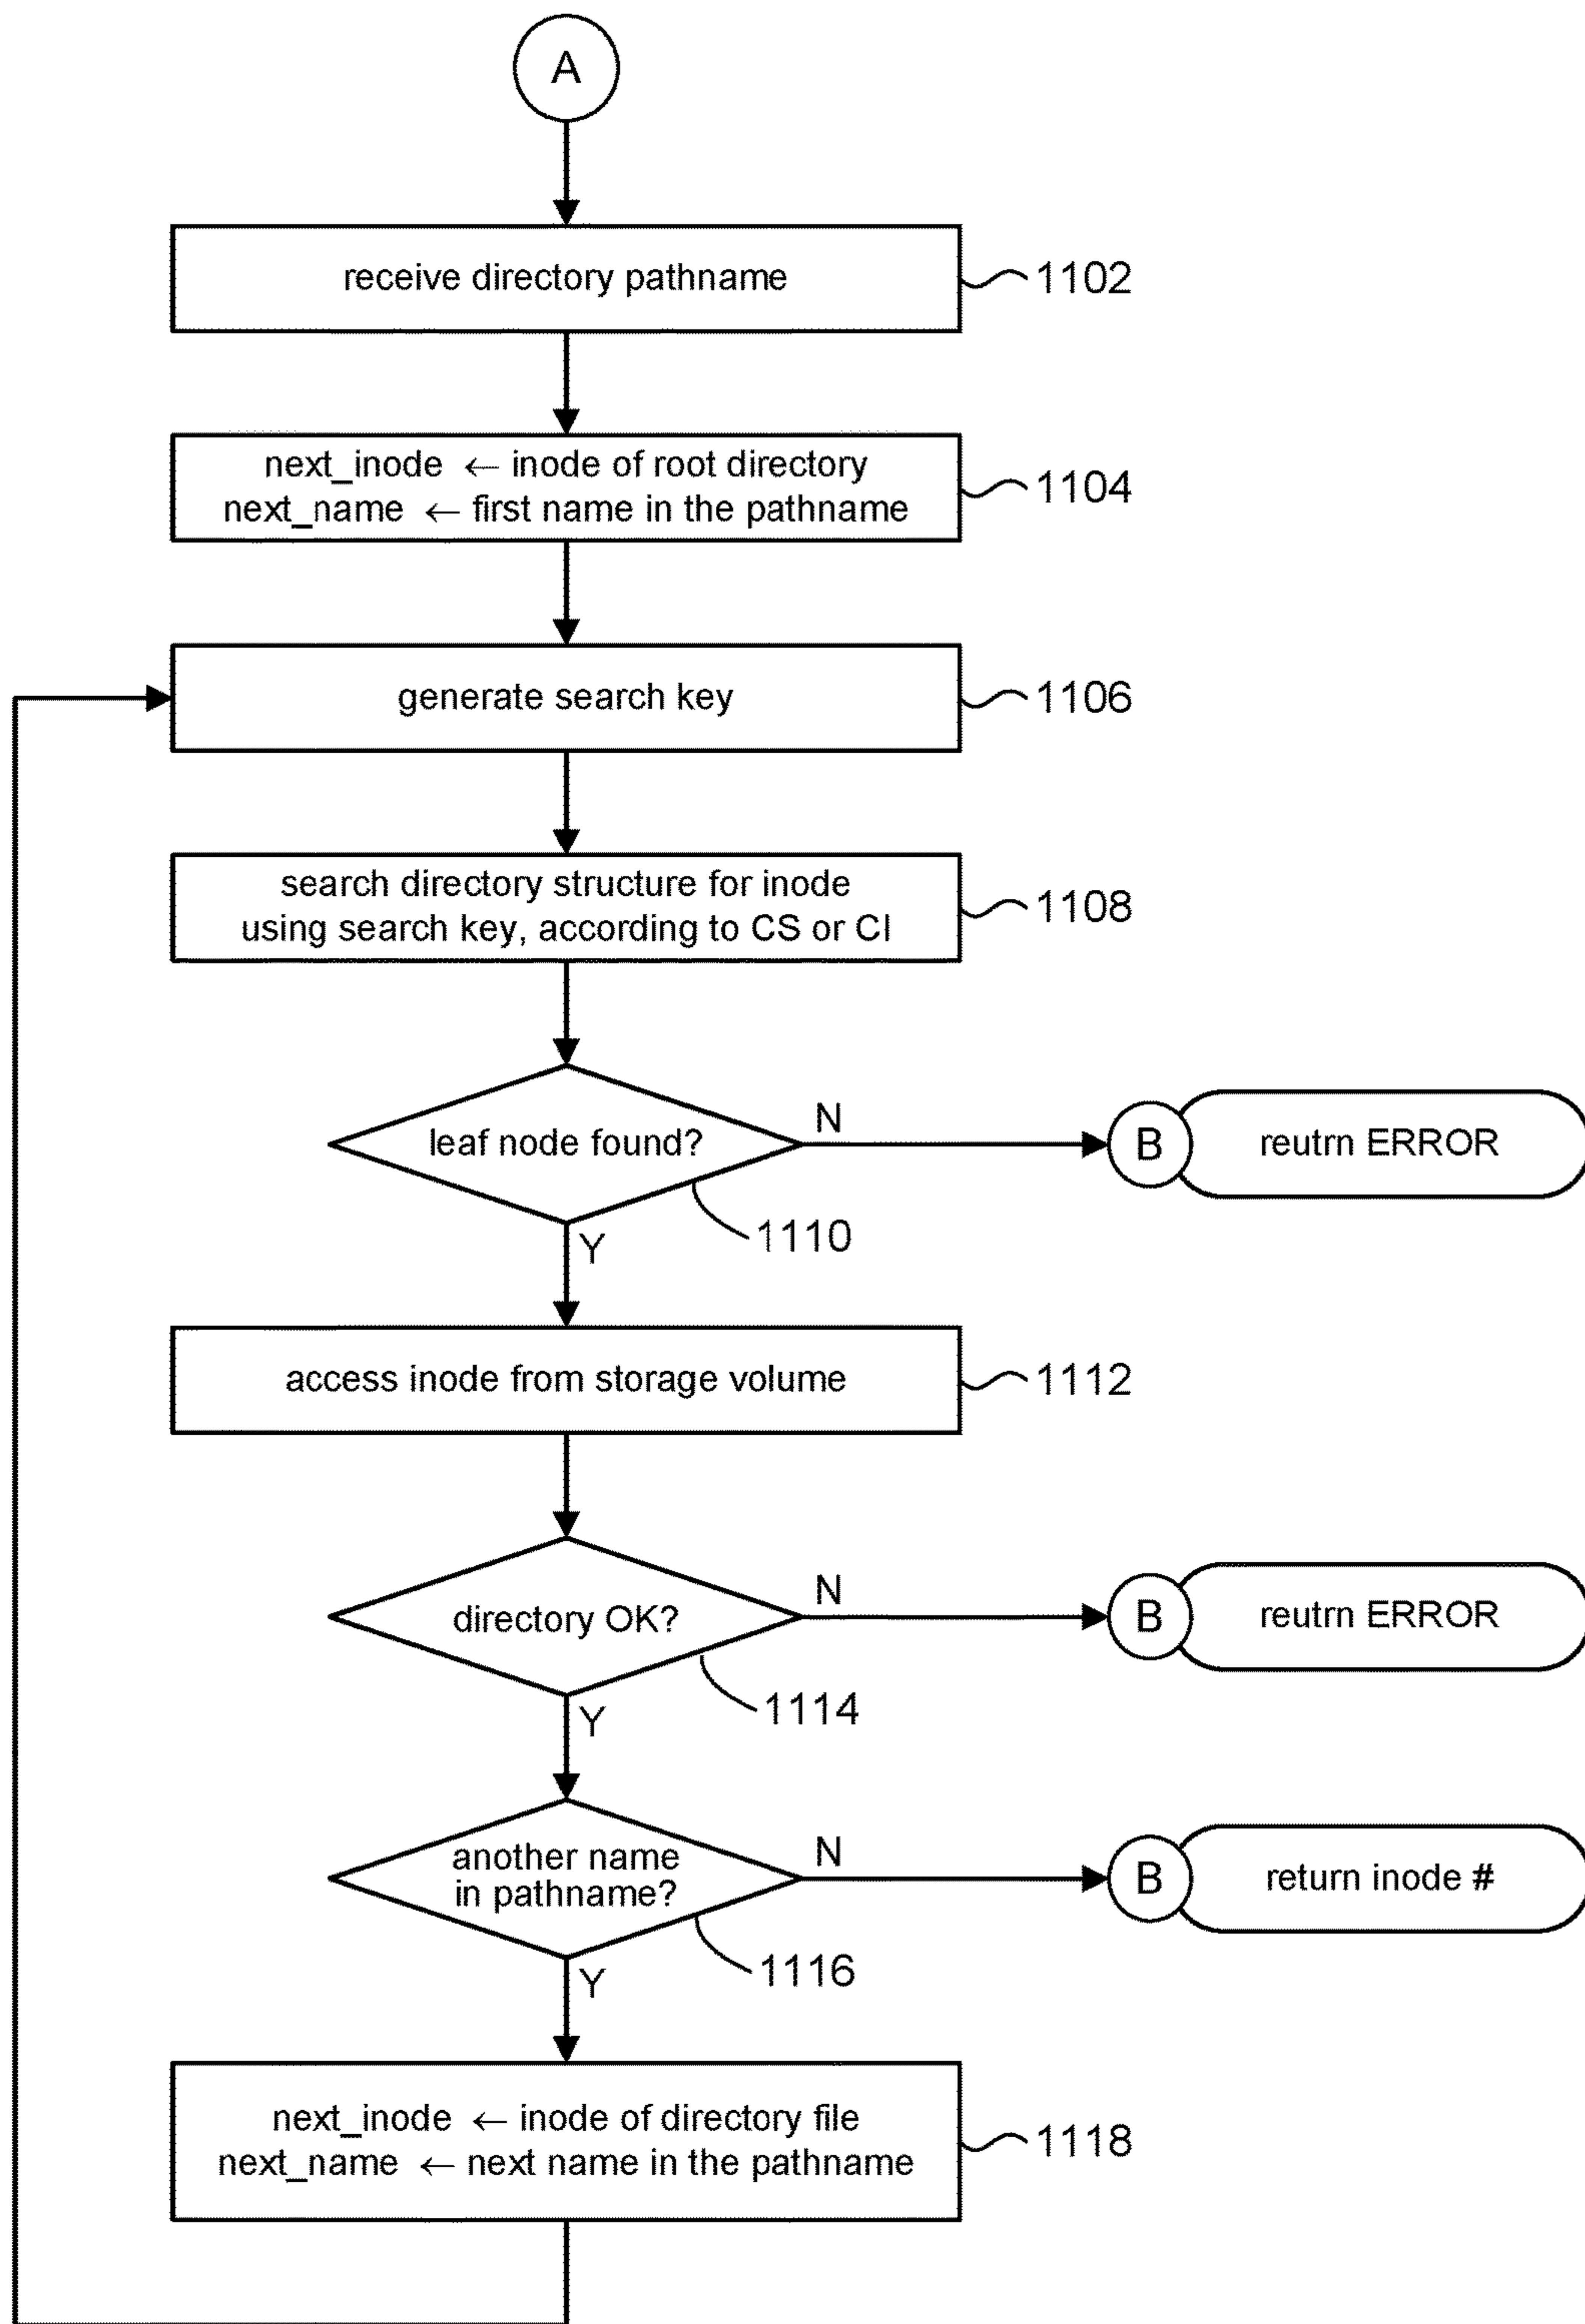 A
receive directory pathname
1102
next_inode ← inode of root directory
next_name ← first name in the pathname
1104
generate search key
1106
search directory structure for inode
using search key, according to CS or CI
1108
leaf node found?
N
B
reutrn ERROR
1110
Y
access inode from storage volume
1112
directory OK?
N
B
reutrn ERROR
1114
Y
another name
in pathname?
N
B
return inode #
1116
Y
next_inode ← inode of directory file
next_name ← next name in the pathname
1118